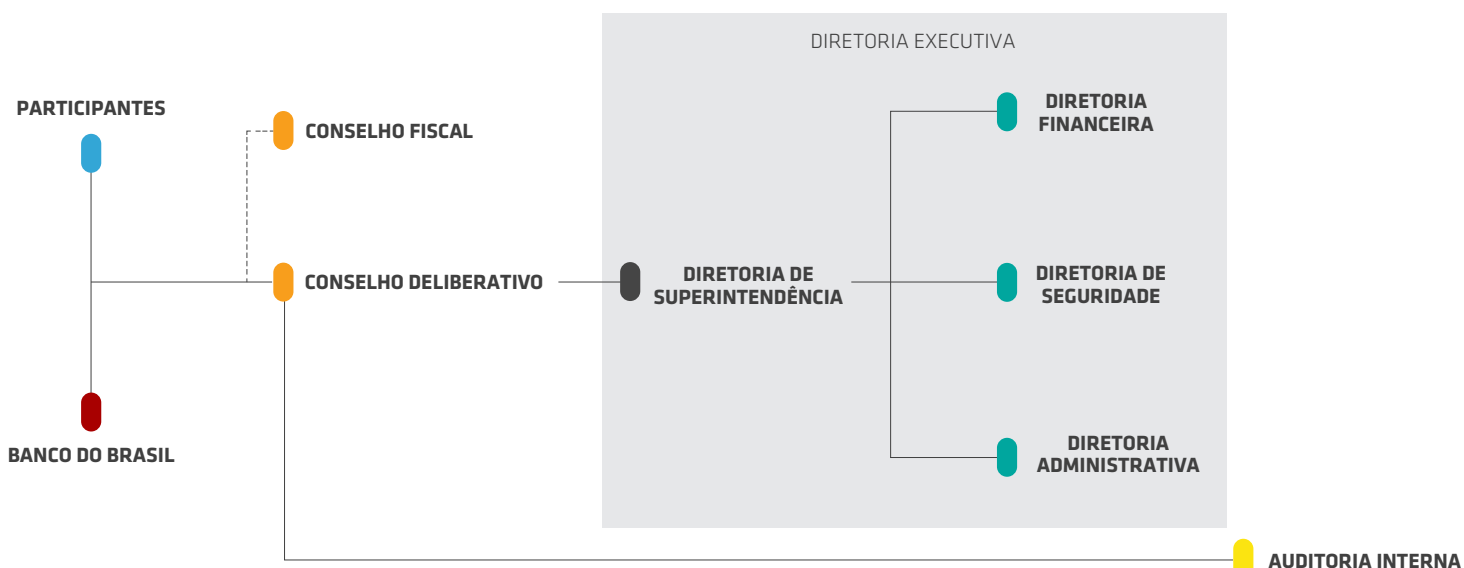 DIRETORIA EXECUTIVA
PARTICIPANTES
CONSELHO FISCAL
DIRETORIA
FINANCEIRA
CONSELHO DELIBERATIVO
DIRETORIA DE
SUPERINTENDÊNCIA
DIRETORIA DE
SEGURIDADE
BANCO DO BRASIL
DIRETORIA
ADMINISTRATIVA
AUDITORIA INTERNA